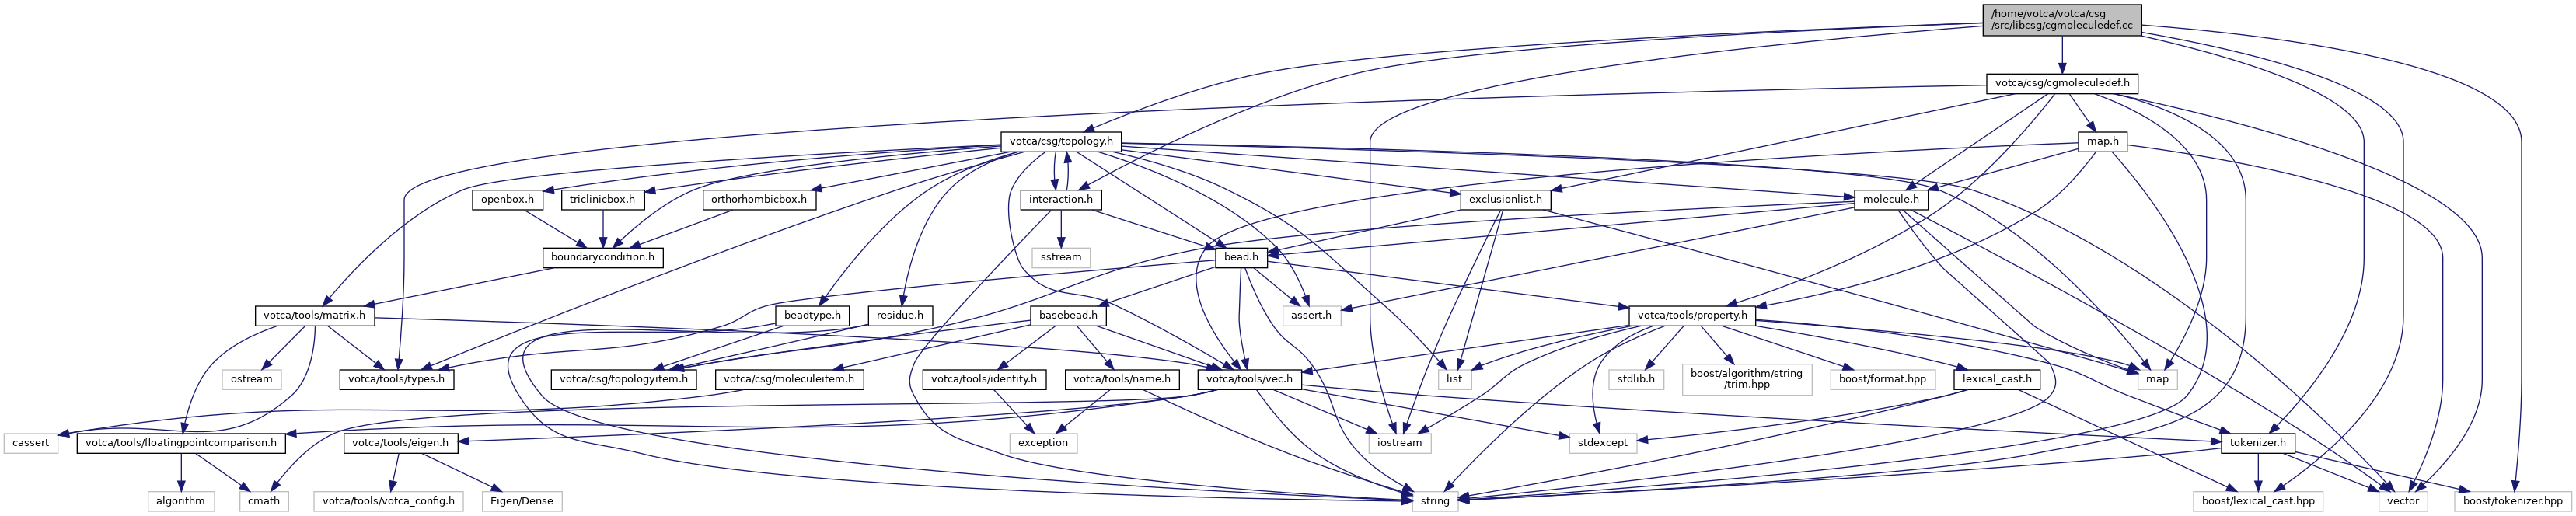 /home/votca/votca/csg
/src/libcsg/cgmoleculedef.cc
votca/csg/cgmoleculedef.h
votca/csg/topology.h
map.h
openbox.h
triclinicbox.h
orthorhombicbox.h
interaction.h
exclusionlist.h
molecule.h
boundarycondition.h
sstream
bead.h
votca/tools/matrix.h
beadtype.h
residue.h
basebead.h
assert.h
votca/tools/property.h
ostream
votca/tools/types.h
votca/csg/topologyitem.h
votca/csg/moleculeitem.h
votca/tools/identity.h
votca/tools/name.h
votca/tools/vec.h
list
stdlib.h
boost/algorithm/string
/trim.hpp
boost/format.hpp
lexical_cast.h
map
cassert
votca/tools/floatingpointcomparison.h
votca/tools/eigen.h
exception
iostream
stdexcept
tokenizer.h
algorithm
cmath
votca/tools/votca_config.h
Eigen/Dense
string
boost/lexical_cast.hpp
vector
boost/tokenizer.hpp